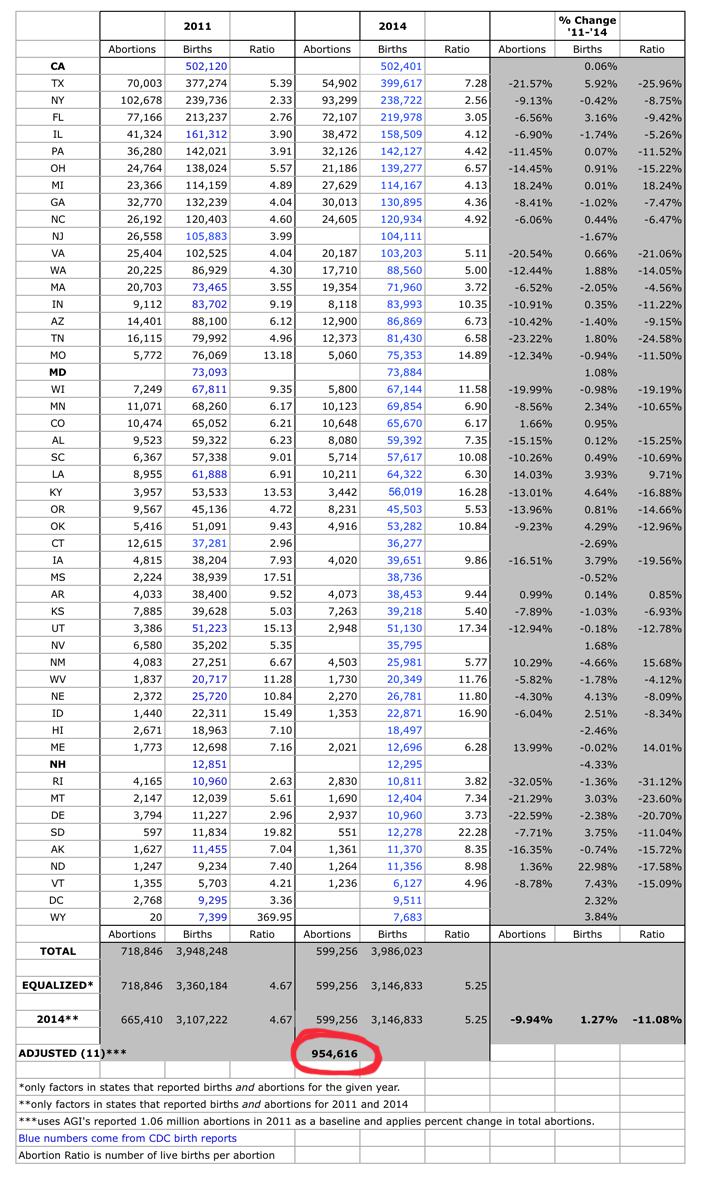 2011 2014 % Change '11-'14
Abortions Births Ratio Abortions Births Ratio Abortions Births Ratio
CA 502,120 502,401 0.06%
TX 70,003 377,274 5.39 54,902 399,617 7.28 -21.57% 5.92% -25.96%
NY 102,678 239,736 2.33 93,299 238,722 2.56 -9.13% -0.42% -8.75%
FL 77,166 213,237 2.76 72,107 219,978 3.05 -6.56% 3.16% -9.42%
IL 41,324 161,312 3.90 38,472 158,509 4.12 -6.90% -1.74% -5.26%
PA 36,280 142,021 3.91 32,126 142,127 4.42 -11.45% 0.07% -11.52%
OH 24,764 138,024 5.57 21,186 139,277 6.57 -14.45% 0.91% -15.22%
MI 23,366 114,159 4.89 27,629 114,167 4.13 18.24% 0.01% 18.24%
GA 32,770 132,239 4.04 30,013 130,895 4.36 -8.41% -1.02% -7.47%
NC 26,192 120,403 4.60 24,605 120,934 4.92 -6.06% 0.44% -6.47%
NJ 26,558 105,883 3.99 104,111 -1.67%
VA 25,404 102,525 4.04 20,187 103,203 5.11 -20.54% 0.66% -21.06%
WA 20,225 86,929 4.30 17,710 88,560 5.00 -12.44% 1.88% -14.05%
MA 20,703 73,465 3.55 19,354 71,960 3.72 -6.52% -2.05% -4.56%
IN 9,112 83,702 9.19 8,118 83,993 10.35 -10.91% 0.35% -11.22%
AZ 14,401 88,100 6.12 12,900 86,869 6.73 -10.42% -1.40% -9.15%
TN 16,115 79,992 4.96 12,373 81,430 6.58 -23.22% 1.80% -24.58%
MO 5,772 76,069 13.18 5,060 75,353 14.89 -12.34% -0.94% -11.50%
MD 73,093 73,884 1.08%
WI 7,249 67,811 9.35 5,800 67,144 11.58 -19.99% -0.98% -19.19%
MN 11,071 68,260 6.17 10,123 69,854 6.90 -8.56% 2.34% -10.65%
CO 10,474 65,052 6.21 10,648 65,670 6.17 1.66% 0.95%
AL 9,523 59,322 6.23 8,080 59,392 7.35 -15.15% 0.12% -15.25%
SC 6,367 57,338 9.01 5,714 57,617 10.08 -10.26% 0.49% -10.69%
LA 8,955 61,888 6.91 10,211 64,322 6.30 14.03% 3.93% 9.71%
KY 3,957 53,533 13.53 3,442 56,019 16.28 -13.01% 4.64% -16.88%
OR 9,567 45,136 4.72 8,231 45,503 5.53 -13.96% 0.81% -14.66%
OK 5,416 51,091 9.43 4,916 53,282 10.84 -9.23% 4.29% -12.96%
CT 12,615 37,281 2.96 36,277 -2.69%
IA 4,815 38,204 7.93 4,020 39,651 9.86 -16.51% 3.79% -19.56%
MS 2,224 38,939 17.51 38,736 -0.52%
AR 4,033 38,400 9.52 4,073 38,453 9.44 0.99% 0.14% 0.85%
KS 7,885 39,628 5.03 7,263 39,218 5.40 -7.89% -1.03% -6.93%
UT 3,386 51,223 15.13 2,948 51,130 17.34 -12.94% -0.18% -12.78%
NV 6,580 35,202 5.35 35,795 1.68%
NM 4,083 27,251 6.67 4,503 25,981 5.77 10.29% -4.66% 15.68%
WV 1,837 20,717 11.28 1,730 20,349 11.76 -5.82% -1.78% -4.12%
NE 2,372 25,720 10.84 2,270 26,781 11.80 -4.30% 4.13% -8.09%
ID 1,440 22,311 15.49 1,353 22,871 16.90 -6.04% 2.51% -8.34%
HI 2,671 18,963 7.10 18,497 -2.46%
ME 1,773 12,698 7.16 2,021 12,696 6.28 13.99% -0.02% 14.01%
NH 12,851 12,295 -4.33%
RI 4,165 10,960 2.63 2,830 10,811 3.82 -32.05% -1.36% -31.12%
MT 2,147 12,039 5.61 1,690 12,404 7.34 -21.29% 3.03% -23.60%
DE 3,794 11,227 2.96 2,937 10,960 3.73 -22.59% -2.38% -20.70%
SD 597 11,834 19.82 551 12,278 22.28 -7.71% 3.75% -11.04%
AK 1,627 11,455 7.04 1,361 11,370 8.35 -16.35% -0.74% -15.72%
ND 1,247 9,234 7.40 1,264 11,356 8.98 1.36% 22.98% -17.58%
VT 1,355 5,703 4.21 1,236 6,127 4.96 -8.78% 7.43% -15.09%
DC 2,768 9,295 3.36 9,511 2.32%
WY 20 7,399 369.95 7,683 3.84%
Abortions Births Ratio Abortions Births Ratio Abortions Births Ratio
TOTAL 718,846 3,948,248 599,256 3,986,023
EQUALIZED* 718,846 3,360,184 4.67 599,256 3,146,833 5.25
2014** 665,410 3,107,222 4.67 599,256 3,146,833 5.25 -9.94% 1.27% -11.08%
ADJUSTED (11)*** 954,616
*only factors in states that reported births and abortions for the given year.
**only factors in states that reported births and abortions for 2011 and 2014
***uses AGI's reported 1.06 million abortions in 2011 as a baseline and applies percent change in total abortions.
Blue numbers come from CDC birth reports
Abortion Ratio is number of live births per abortion